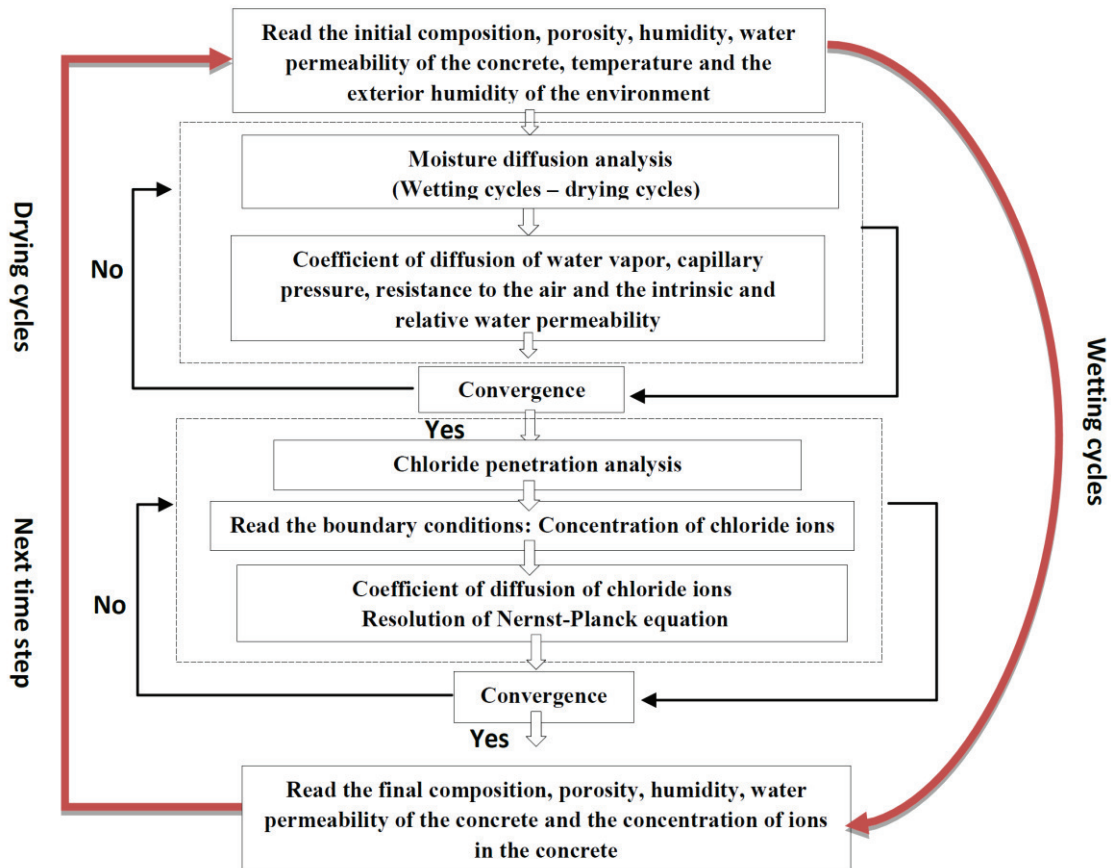 Read the initial composition, porosity, humidity, water
permeability of the concrete, temperature and the
exterior humidity of the environment
Moisture diffusion analysis
(Wetting cycles – drying cycles)
Drying cycles
No
Coefficient of diffusion of water vapor, capillary
pressure, resistance to the air and the intrinsic and
relative water permeability
Wetting cycles
Convergence
Yes
Chloride penetration analysis
Read the boundary conditions: Concentration of chloride ions
Next time step
No
Coefficient of diffusion of chloride ions
Resolution of Nernst-Planck equation
Convergence
Yes
Read the final composition, porosity, humidity, water
permeability of the concrete and the concentration of ions
in the concrete